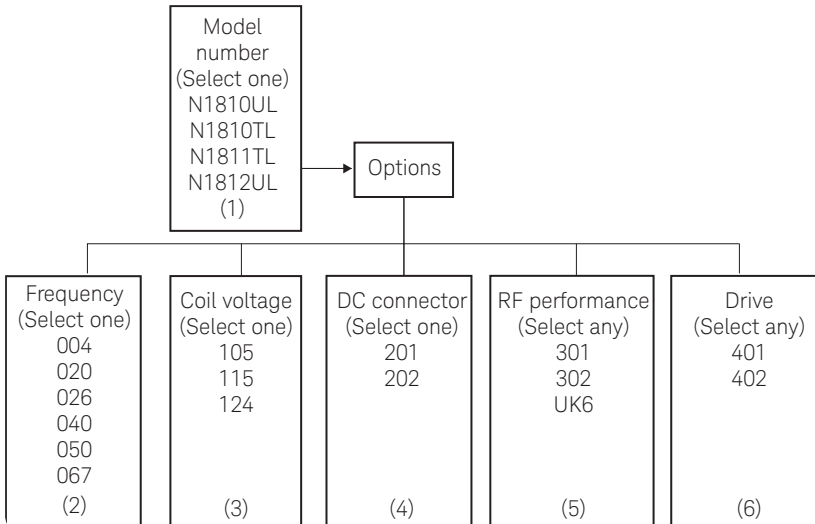 Model
number
(Select one)
N1810UL
N1810TL
N1811TL
N1812UL
(1)
Options
Frequency
(Select one)
004
020
026
040
050
067
(2)
Coil voltage
(Select one)
105
115
124
(3)
DC connector
(Select one)
201
202
(4)
RF performance
(Select any)
301
302
UK6
(5)
Drive
(Select any)
401
402
(6)